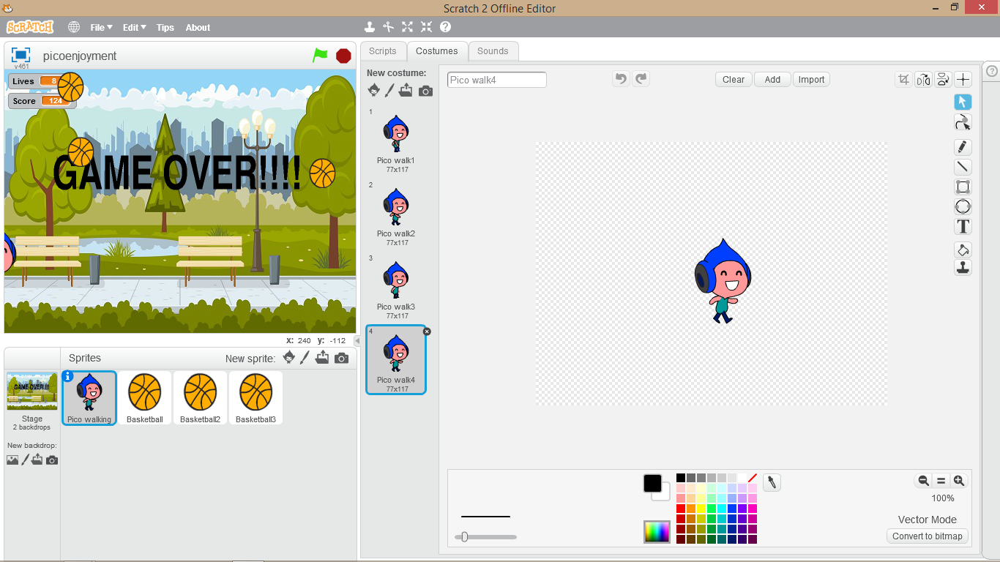 Scratch 2 Offline Editor
SCRATCH
File
Edit
Tips
About
v461
picoenjoyment
Lives 8
Score 124
GAME OVER!!!!
x: 240 y: -112
Sprites
New sprite:
GAME OVER!!!!
Stage
2 backdrops
New backdrop:
Pico walking
Basketball
Basketball2
Basketball3
Scripts
Costumes
Sounds
New costume:
1
Pico walk1
77x117
2
Pico walk2
77x117
3
Pico walk3
77x117
4
Pico walk4
77x117
Pico walk4
Clear
Add
Import
T
100%
Vector Mode
Convert to bitmap